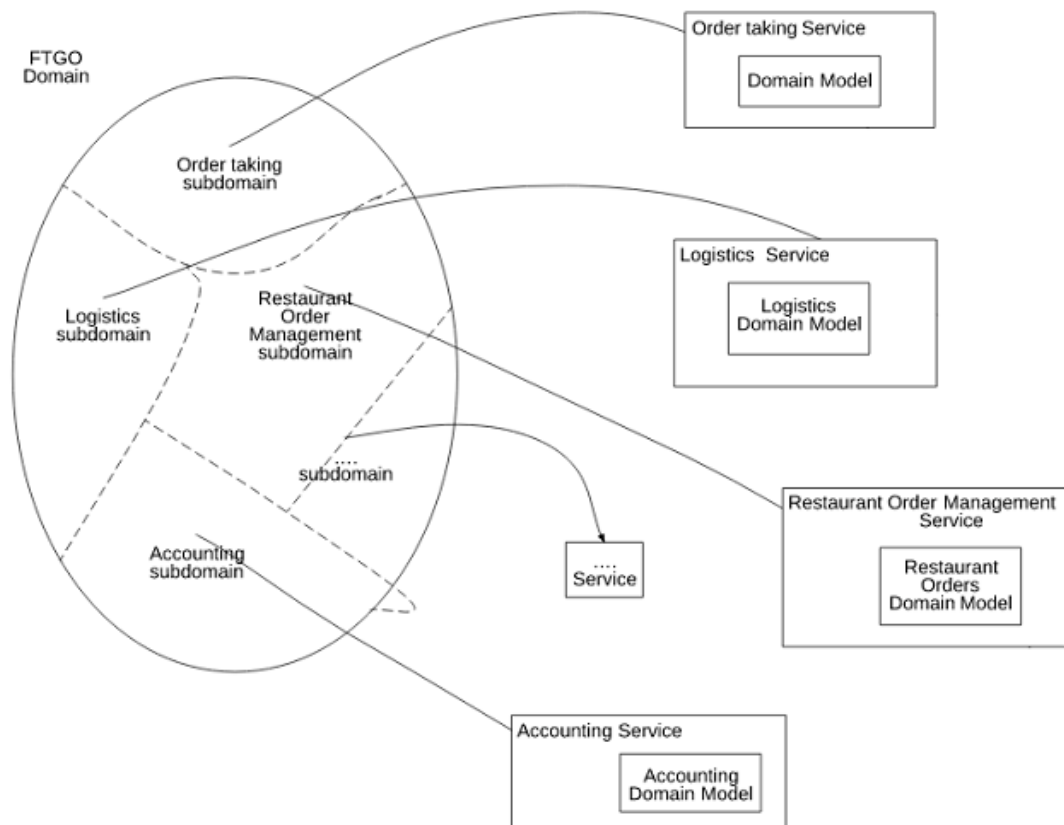 FTGO
Domain
Order taking
subdomain
Logistics
subdomain
Restaurant
Order
Management
subdomain
....
subdomain
Accounting
subdomain
Order taking Service
Domain Model
Logistics Service
Logistics
Domain Model
Restaurant Order Management
Service
Restaurant
Orders
Domain Model
....
Service
Accounting Service
Accounting
Domain Model